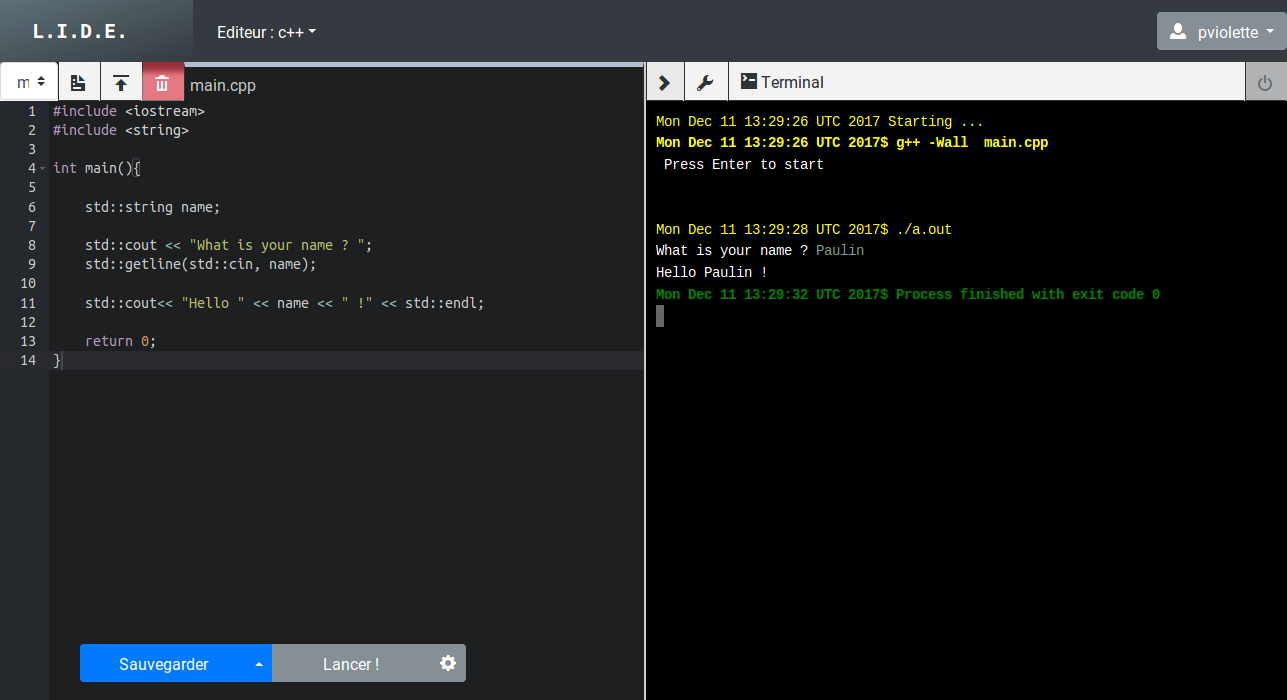 L.I.D.E.
Editeur : c++
pviolette
m
main.cpp
1 #include <iostream>
2 #include <string>
3
4 int main(){
5
6 std::string name;
7
8 std::cout << "What is your name ? ";
9 std::getline(std::cin, name);
10
11 std::cout<< "Hello " << name << " !" << std::endl;
12
13 return 0;
14 }
Sauvegarder
Lancer !
Terminal
Mon Dec 11 13:29:26 UTC 2017 Starting ...
Mon Dec 11 13:29:26 UTC 2017$ g++ -Wall  main.cpp
Press Enter to start
Mon Dec 11 13:29:28 UTC 2017$ ./a.out
What is your name ? Paulin
Hello Paulin !
Mon Dec 11 13:29:32 UTC 2017$ Process finished with exit code 0